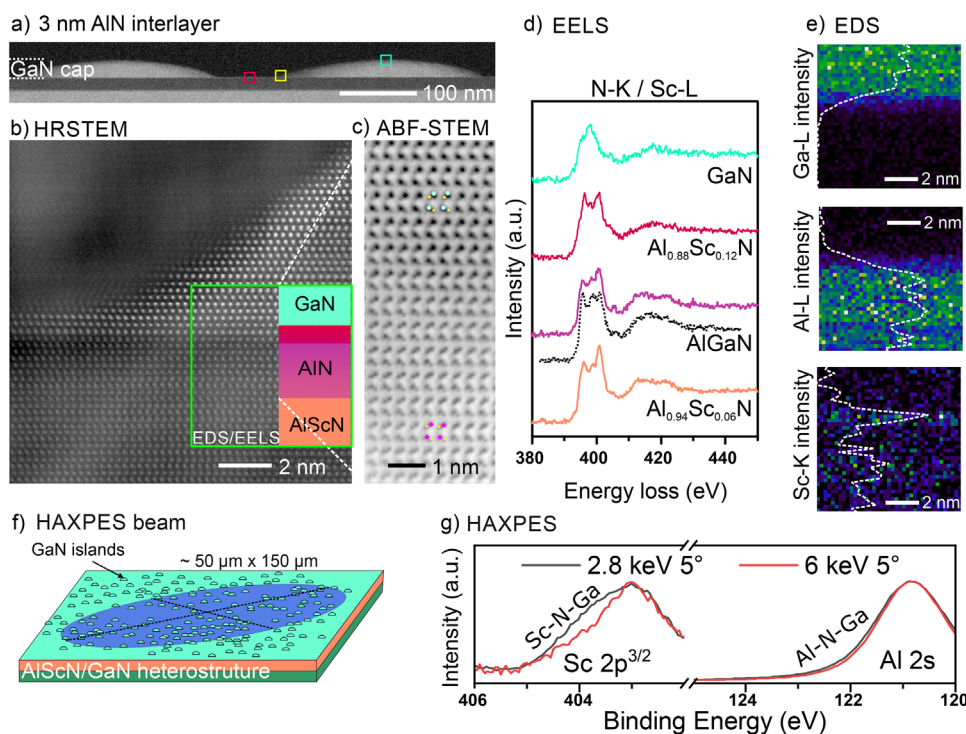 a) 3 nm AlN interlayer
GaN cap
100 nm
b) HRSTEM
GaN
AlN
AlScN
EDS/EELS
2 nm
c) ABF-STEM
1 nm
d) EELS
N-K / Sc-L
GaN
Al0.88Sc0.12N
AlGaN
Al0.94Sc0.06N
Intensity (a.u.)
380 400 420 440
Energy loss (eV)
e) EDS
Ga-L intensity
2 nm
Al-L intensity
2 nm
Sc-K intensity
2 nm
f) HAXPES beam
GaN islands
~ 50 µm x 150 µm
AlScN/GaN heterostruture
g) HAXPES
Intensity (a.u.)
2.8 keV 5° 6 keV 5°
Sc-N-Ga
Sc 2p3/2
Al-N-Ga
Al 2s
406 404 124 122 121 120
Binding Energy (eV)